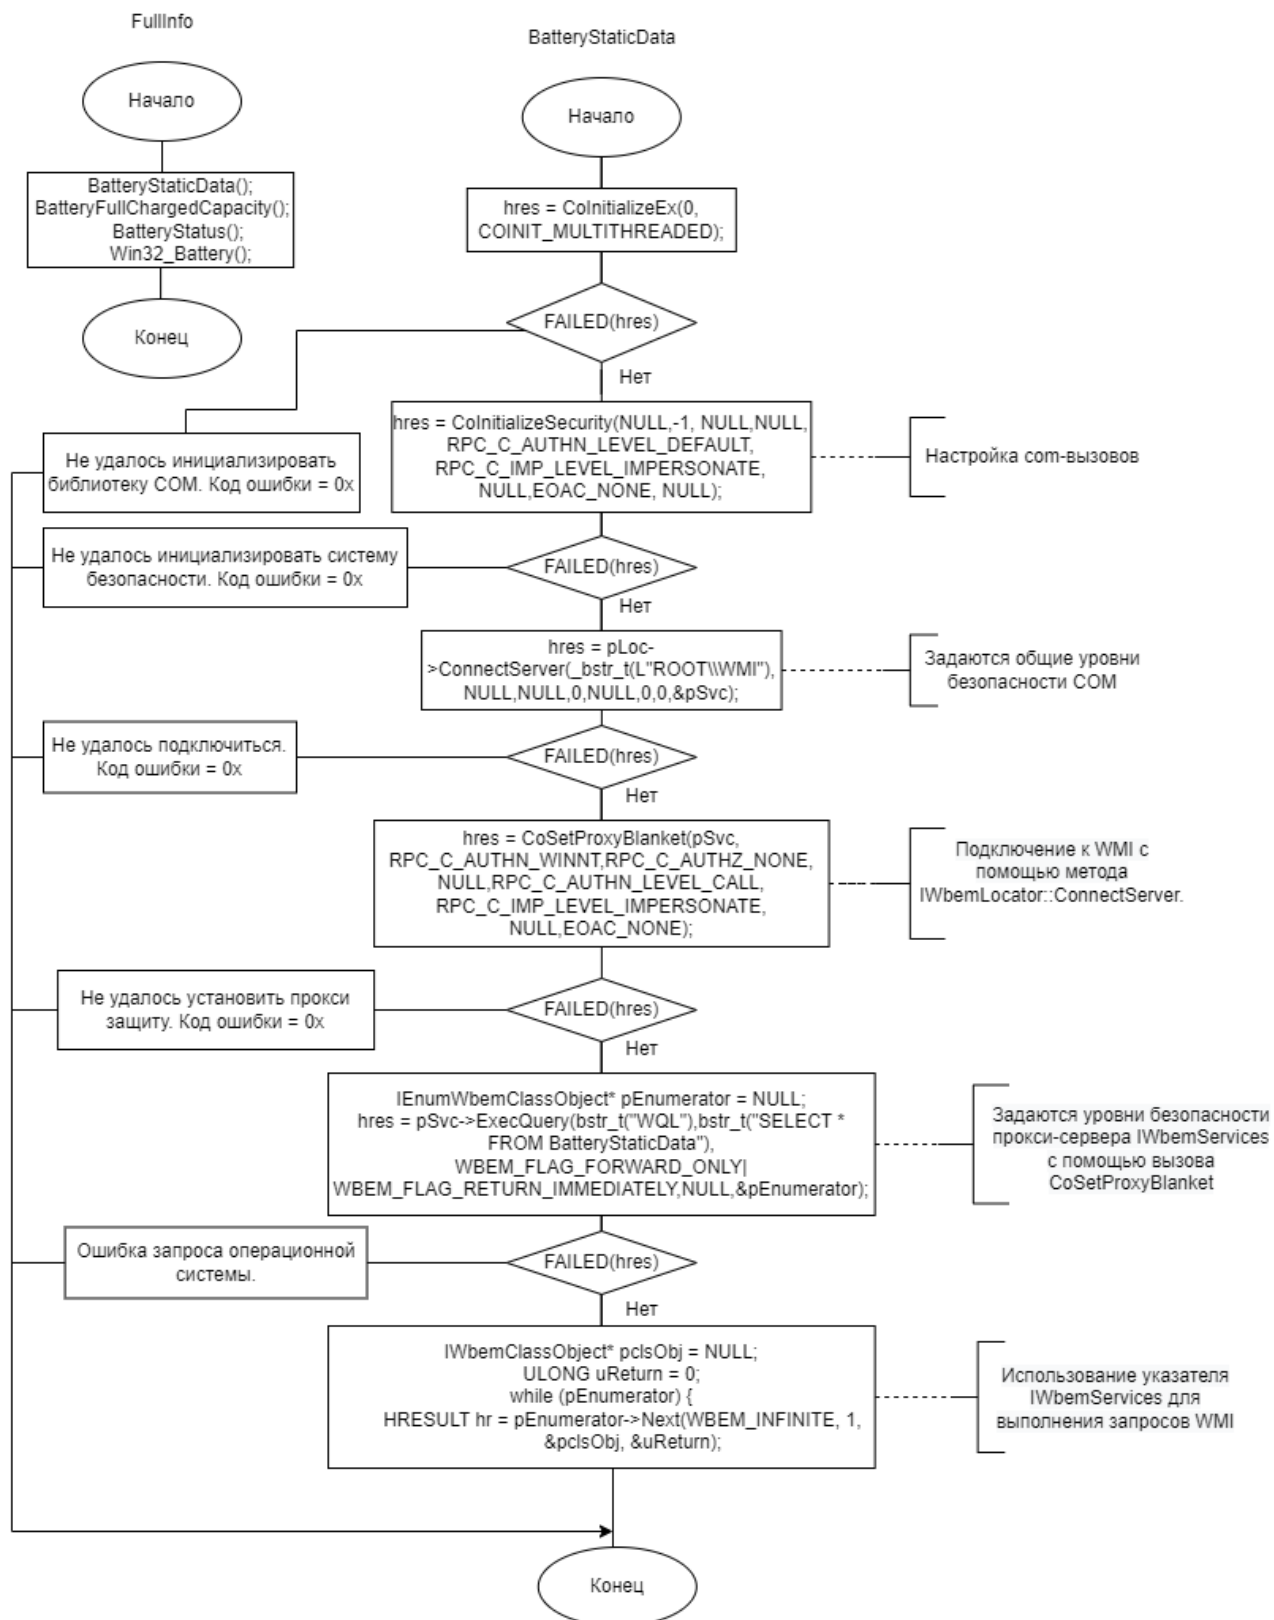 FullInfo
Начало
BatteryStaticData();
BatteryFullChargedCapacity();
BatteryStatus();
Win32_Battery();
Конец
BatteryStaticData
Начало
hres = CoInitializeEx(0,
COINIT_MULTITHREADED);
FAILED(hres)
Нет
Не удалось инициализировать
библиотеку COM. Код ошибки = 0x
hres = CoInitializeSecurity(NULL,-1, NULL,NULL,
RPC_C_AUTHN_LEVEL_DEFAULT,
RPC_C_IMP_LEVEL_IMPERSONATE,
NULL,EOAC_NONE, NULL);
Настройка com-вызовов
Не удалось инициализировать систему
безопасности. Код ошибки = 0x
FAILED(hres)
Нет
hres = pLoc-
>ConnectServer(_bstr_t(L"ROOT\\WMI"),
NULL,NULL,0,NULL,0,0,&pSvc);
Задаются общие уровни
безопасности COM
Не удалось подключиться.
Код ошибки = 0x
FAILED(hres)
Нет
hres = CoSetProxyBlanket(pSvc,
RPC_C_AUTHN_WINNT,RPC_C_AUTHZ_NONE,
NULL,RPC_C_AUTHN_LEVEL_CALL,
RPC_C_IMP_LEVEL_IMPERSONATE,
NULL,EOAC_NONE);
Подключение к WMI с
помощью метода
IWbemLocator::ConnectServer.
Не удалось установить прокси
защиту. Код ошибки = 0x
FAILED(hres)
Нет
IEnumWbemClassObject* pEnumerator = NULL;
hres = pSvc->ExecQuery(bstr_t("WQL"),bstr_t("SELECT *
FROM BatteryStaticData"),
WBEM_FLAG_FORWARD_ONLY|
WBEM_FLAG_RETURN_IMMEDIATELY,NULL,&pEnumerator);
Задаются уровни безопасности
прокси-сервера IWbemServices
с помощью вызова
CoSetProxyBlanket
Ошибка запроса операционной
системы.
FAILED(hres)
Нет
IWbemClassObject* pclsObj = NULL;
ULONG uReturn = 0;
while (pEnumerator) {
HRESULT hr = pEnumerator->Next(WBEM_INFINITE, 1,
&pclsObj, &uReturn);
Использование указателя
IWbemServices для
выполнения запросов WMI
Конец